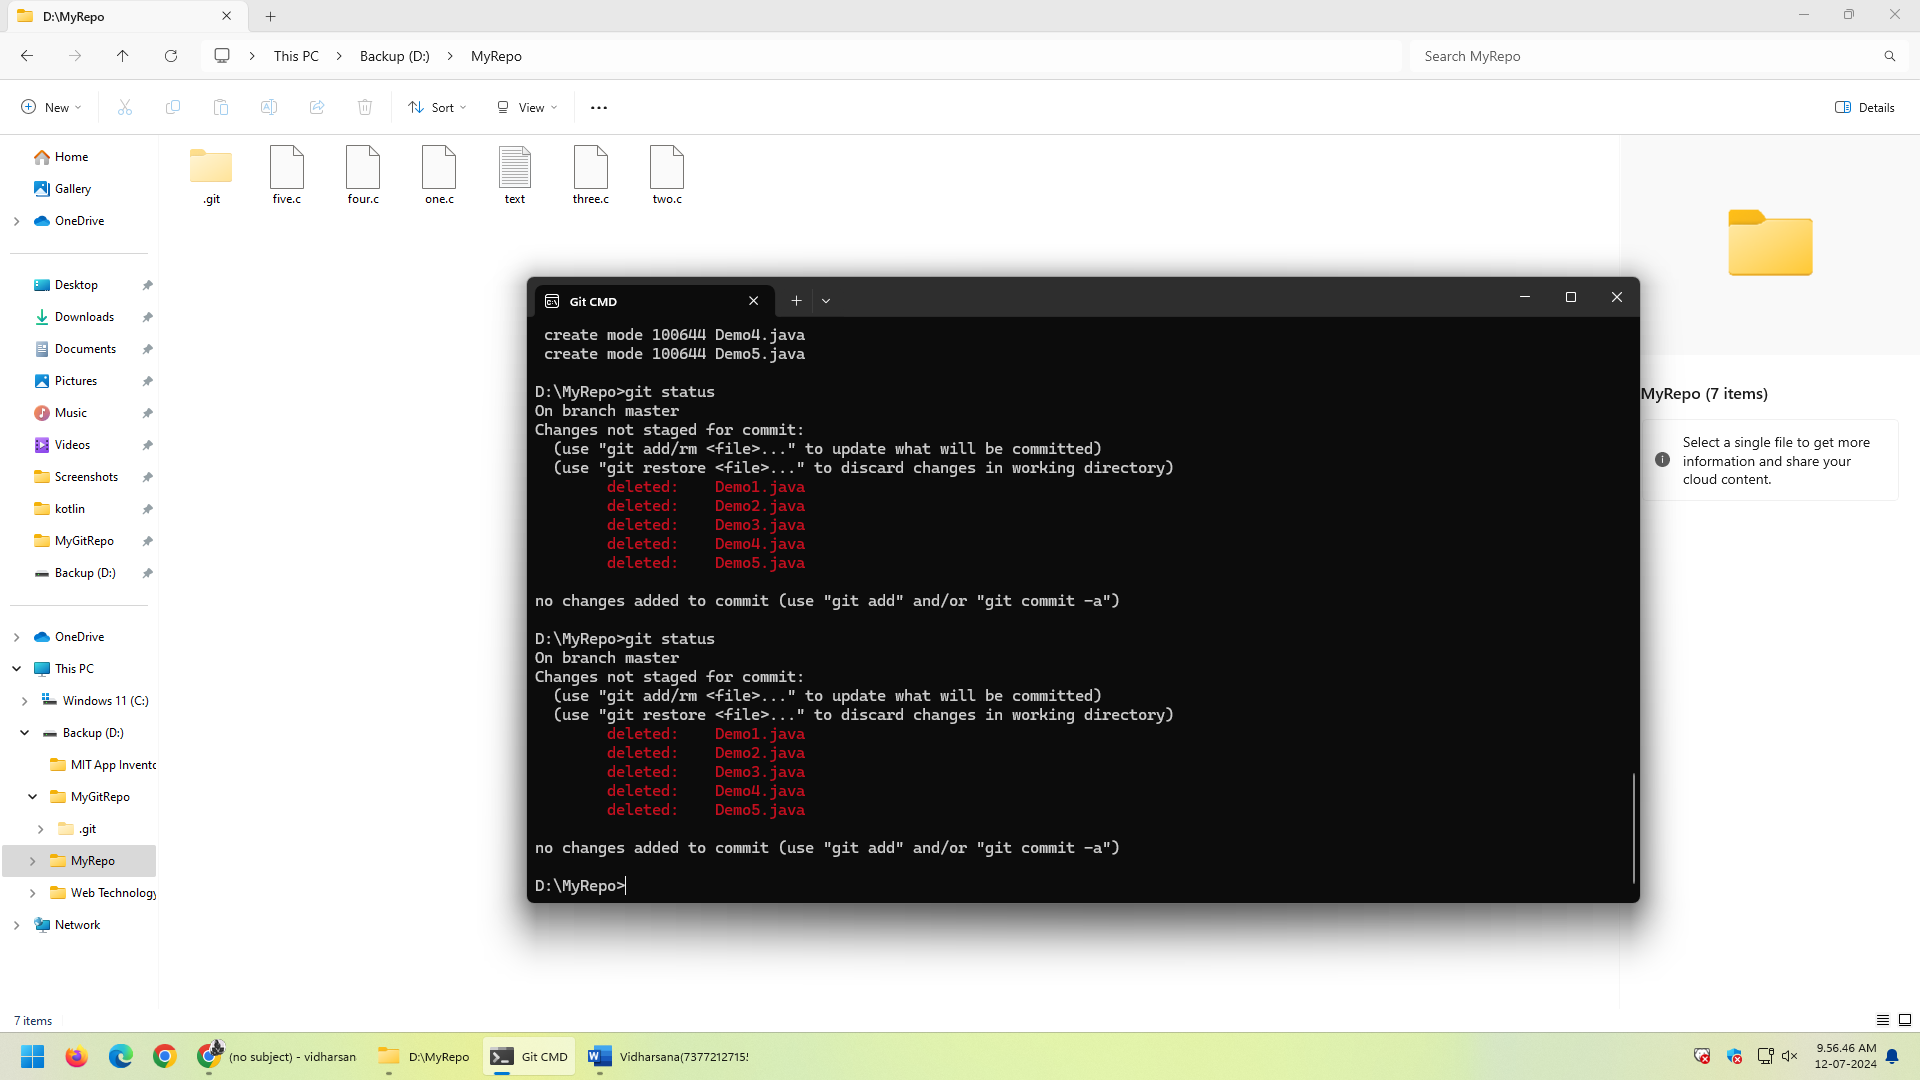 D:\MyRepo
This PC
Backup (D:)
MyRepo
Search MyRepo
New
Sort
View
Details
Home
Gallery
OneDrive
Desktop
Downloads
Documents
Pictures
Music
Videos
Screenshots
kotlin
MyGitRepo
Backup (D:)
OneDrive
This PC
Windows 11 (C:)
Backup (D:)
MIT App Invento
MyGitRepo
.git
MyRepo
Web Technology
Network
.git
five.c
four.c
one.c
text
three.c
two.c
Git CMD
create mode 100644 Demo4.java
create mode 100644 Demo5.java
D:\MyRepo>git status
On branch master
Changes not staged for commit:
(use "git add/rm <file>..." to update what will be committed)
(use "git restore <file>..." to discard changes in working directory)
deleted:    Demo1.java
deleted:    Demo2.java
deleted:    Demo3.java
deleted:    Demo4.java
deleted:    Demo5.java
no changes added to commit (use "git add" and/or "git commit -a")
D:\MyRepo>git status
On branch master
Changes not staged for commit:
(use "git add/rm <file>..." to update what will be committed)
(use "git restore <file>..." to discard changes in working directory)
deleted:    Demo1.java
deleted:    Demo2.java
deleted:    Demo3.java
deleted:    Demo4.java
deleted:    Demo5.java
no changes added to commit (use "git add" and/or "git commit -a")
D:\MyRepo>
MyRepo (7 items)
Select a single file to get more
information and share your
cloud content.
7 items
(no subject) - vidharsan
D:\MyRepo
Git CMD
Vidharsana(7377212715!
9.56.46 AM
12-07-2024